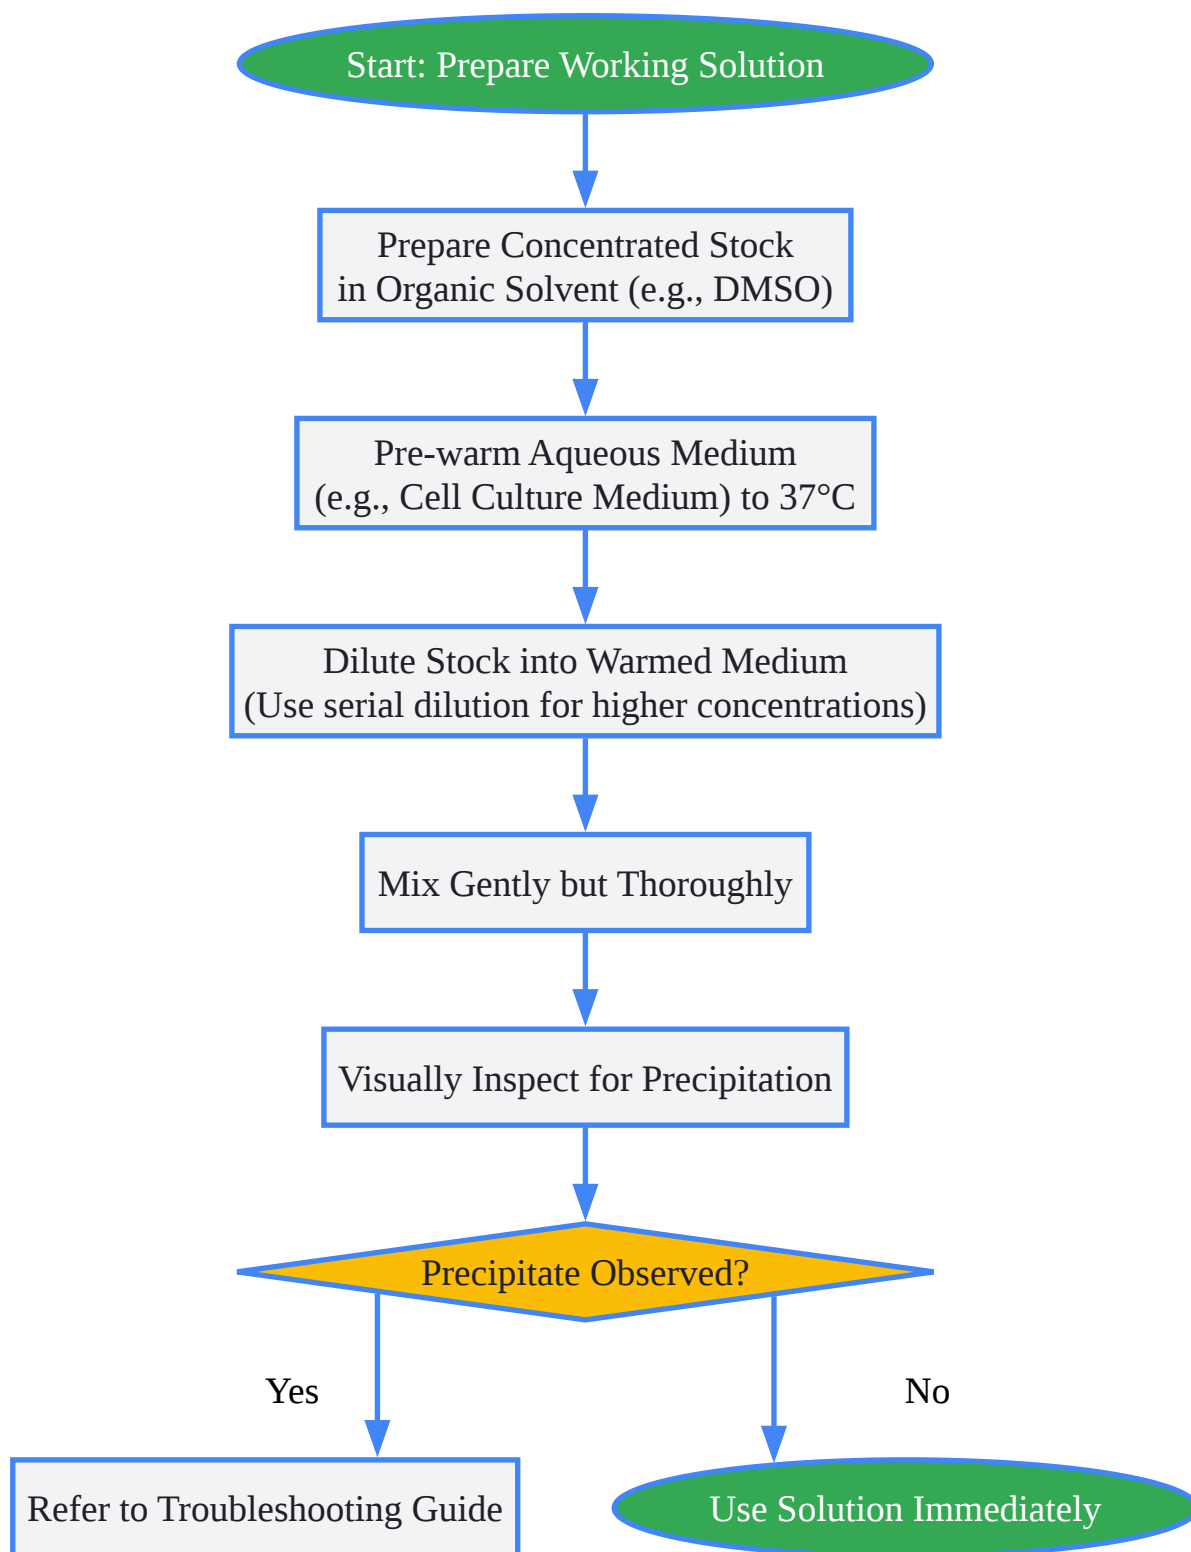 Start: Prepare Working Solution
Prepare Concentrated Stock
in Organic Solvent (e.g., DMSO)
Pre-warm Aqueous Medium
(e.g., Cell Culture Medium) to 37°C
Dilute Stock into Warmed Medium
(Use serial dilution for higher concentrations)
Mix Gently but Thoroughly
Visually Inspect for Precipitation
Precipitate Observed?
Yes
No
Refer to Troubleshooting Guide
Use Solution Immediately